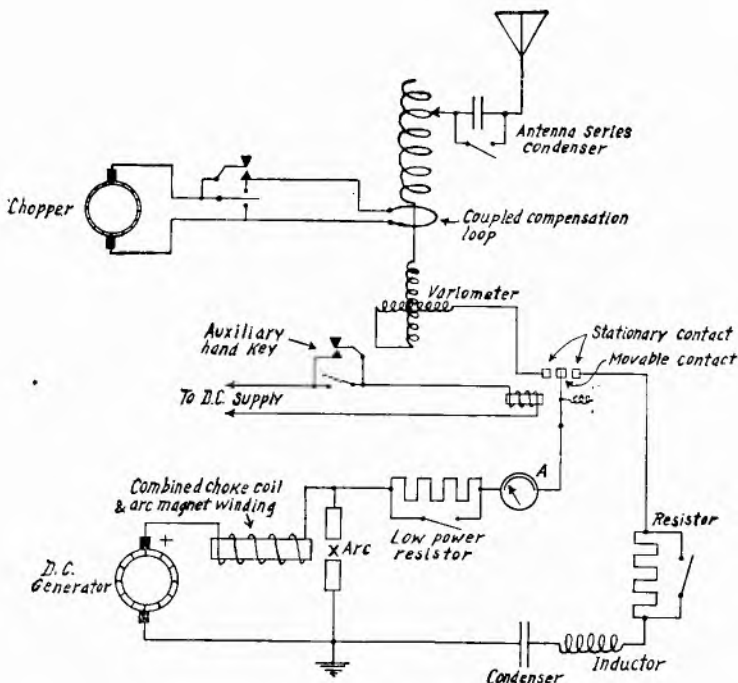 Antenna Series
condenser
Chopper
Coupled compensation
loop
Variometer
Auxiliary
hand key
Stationary contact
Movable contact
To D.C. Supply
Combined choke coil
& arc magnet winding
A
+
Arc
Low power
resistor
Resistor
D.C.
Generator
Condenser
Inductor